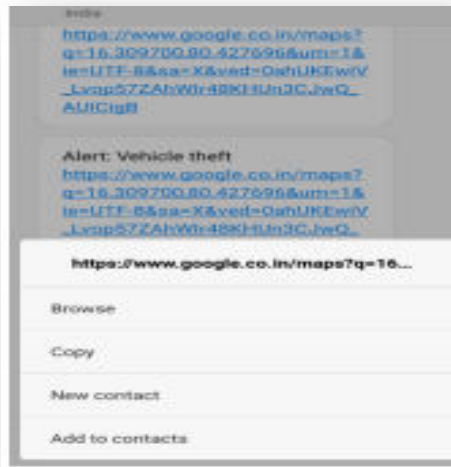 India
https://www.google.co.in/maps?
q=16.309700,80.427696&um=1&
ie=UTF-8&sa=X&ved=0ahUKEwiV
_Lvop57ZAhWIr48KHUn3CJwQ_
AUICigB
Alert: Vehicle theft
https://www.google.co.in/maps?
q=16.309700,80.427696&um=1&
ie=UTF-8&sa=X&ved=0ahUKEwiV
_Lvop57ZAhWIr48KHUn3CJwQ_
https://www.google.co.in/maps?q=16...
Browse
Copy
New contact
Add to contacts